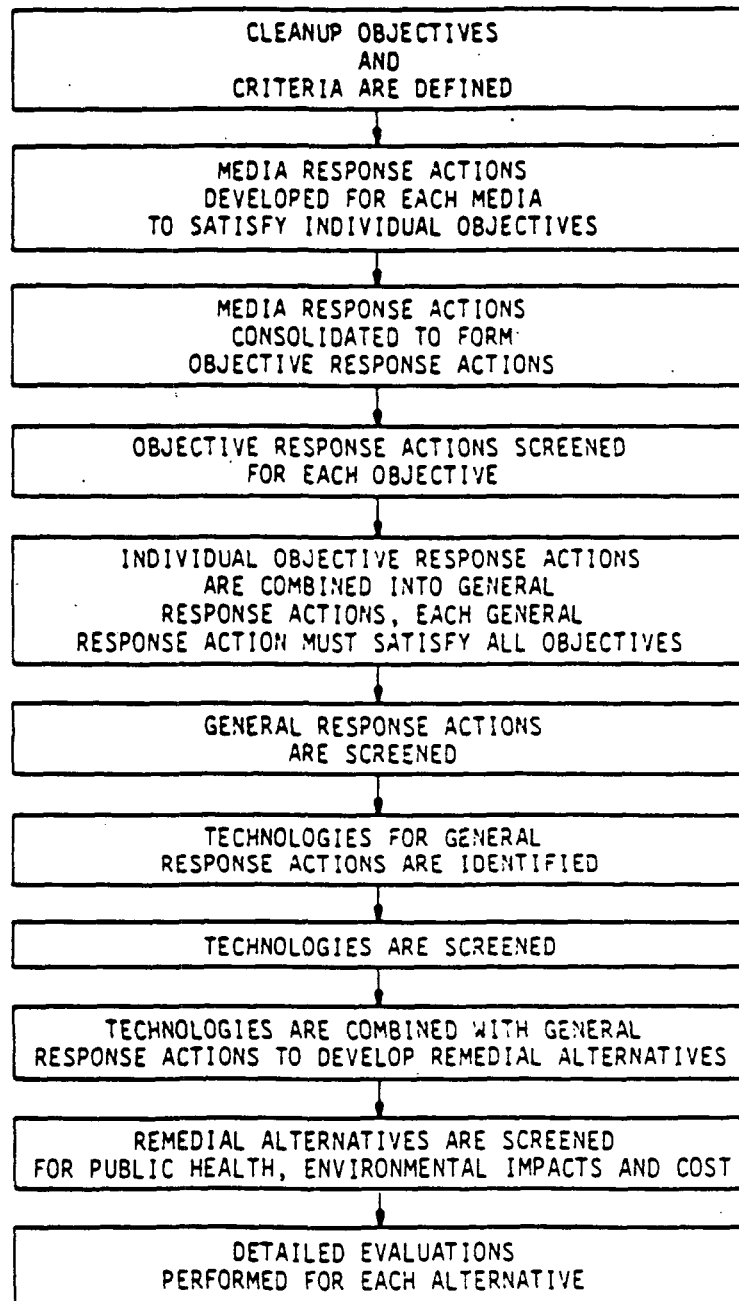 CLEANUP OBJECTIVES
AND
CRITERIA ARE DEFINED
MEDIA RESPONSE ACTIONS
DEVELOPED FOR EACH MEDIA
TO SATISFY INDIVIDUAL OBJECTIVES
MEDIA RESPONSE ACTIONS
CONSOLIDATED TO FORM
OBJECTIVE RESPONSE ACTIONS
OBJECTIVE RESPONSE ACTIONS SCREENED
FOR EACH OBJECTIVE
INDIVIDUAL OBJECTIVE RESPONSE ACTIONS
ARE COMBINED INTO GENERAL
RESPONSE ACTIONS, EACH GENERAL
RESPONSE ACTION MUST SATISFY ALL OBJECTIVES
GENERAL RESPONSE ACTIONS
ARE SCREENED
TECHNOLOGIES FOR GENERAL
RESPONSE ACTIONS ARE IDENTIFIED
TECHNOLOGIES ARE SCREENED
TECHNOLOGIES ARE COMBINED WITH GENERAL
RESPONSE ACTIONS TO DEVELOP REMEDIAL ALTERNATIVES
REMEDIAL ALTERNATIVES ARE SCREENED
FOR PUBLIC HEALTH, ENVIRONMENTAL IMPACTS AND COST
DETAILED EVALUATIONS
PERFORMED FOR EACH ALTERNATIVE